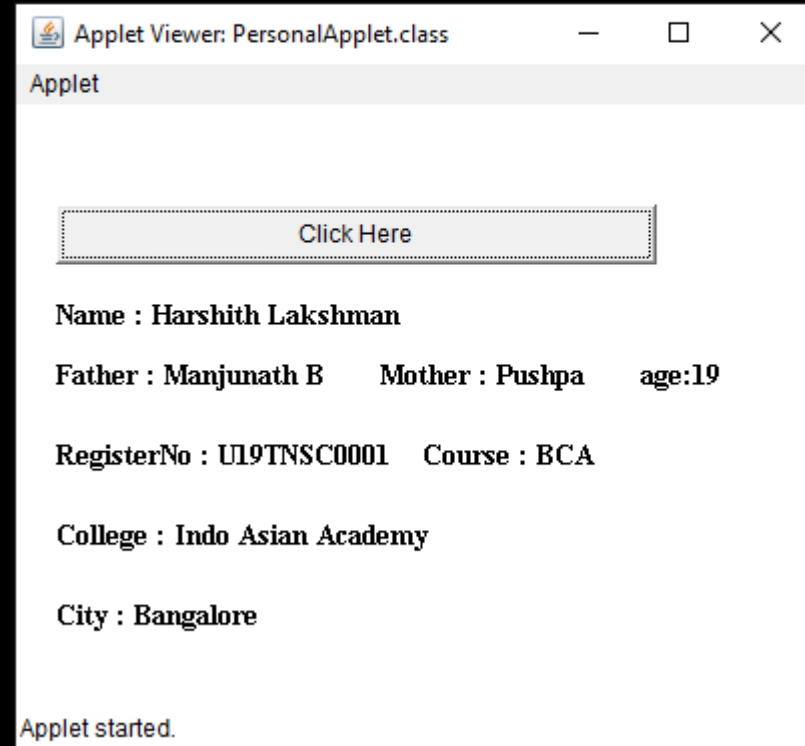 Applet Viewer: PersonalApplet.class
Applet
Click Here
Name : Harshith Lakshman
Father : Manjunath B Mother : Pushpa age:19
RegisterNo : U19TNSC0001 Course : BCA
College : Indo Asian Academy
City : Bangalore
Applet started.